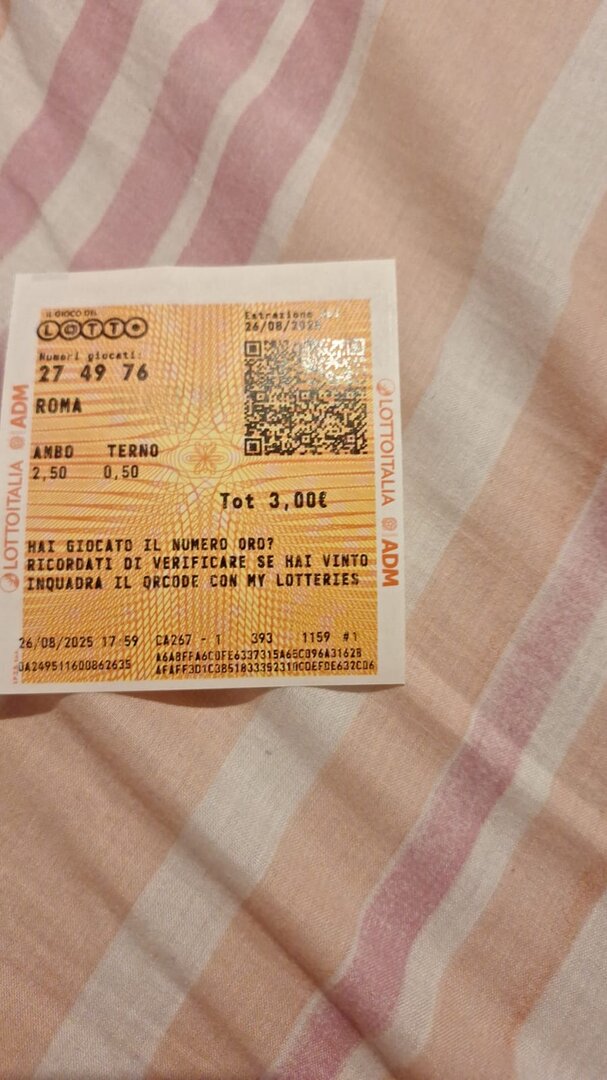 IL GIOCO DEL
LOTTO
Estrazione del
26/08/2025
Numeri giocati:
27 49 76
ROMA
AMBO TERNO
2,50 0,50
Tot 3,00€
HAI GIOCATO IL NUMERO ORO?
RICORDATI DI VERIFICARE SE HAI VINTO
INQUADRA IL QRCODE CON MY LOTTERIES
26/08/2025 17 59 CA267 - 1 393 1159 #1
0A249511600862635
LOTTOITALIA ADM
LOTTOITALIA ADM